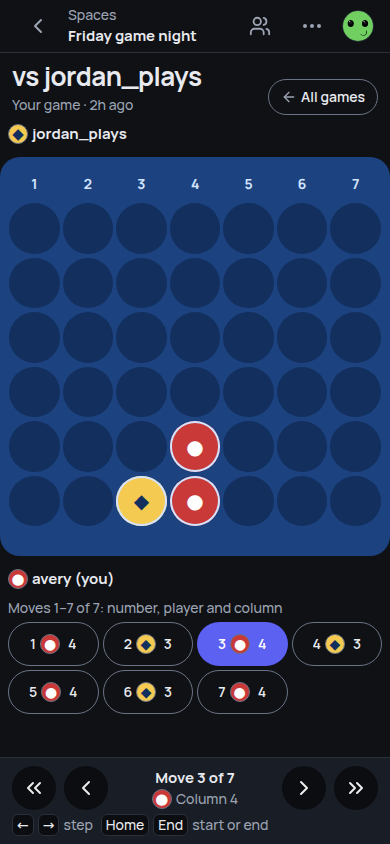 Spaces
Friday game night
vs jordan_plays
Your game · 2h ago
← All games
jordan_plays
1 2 3 4 5 6 7
avery (you)
Moves 1–7 of 7: number, player and column
1 4 2 3 3 4 4 3
5 4 6 3 7 4
Move 3 of 7
Column 4
← → step Home End start or end